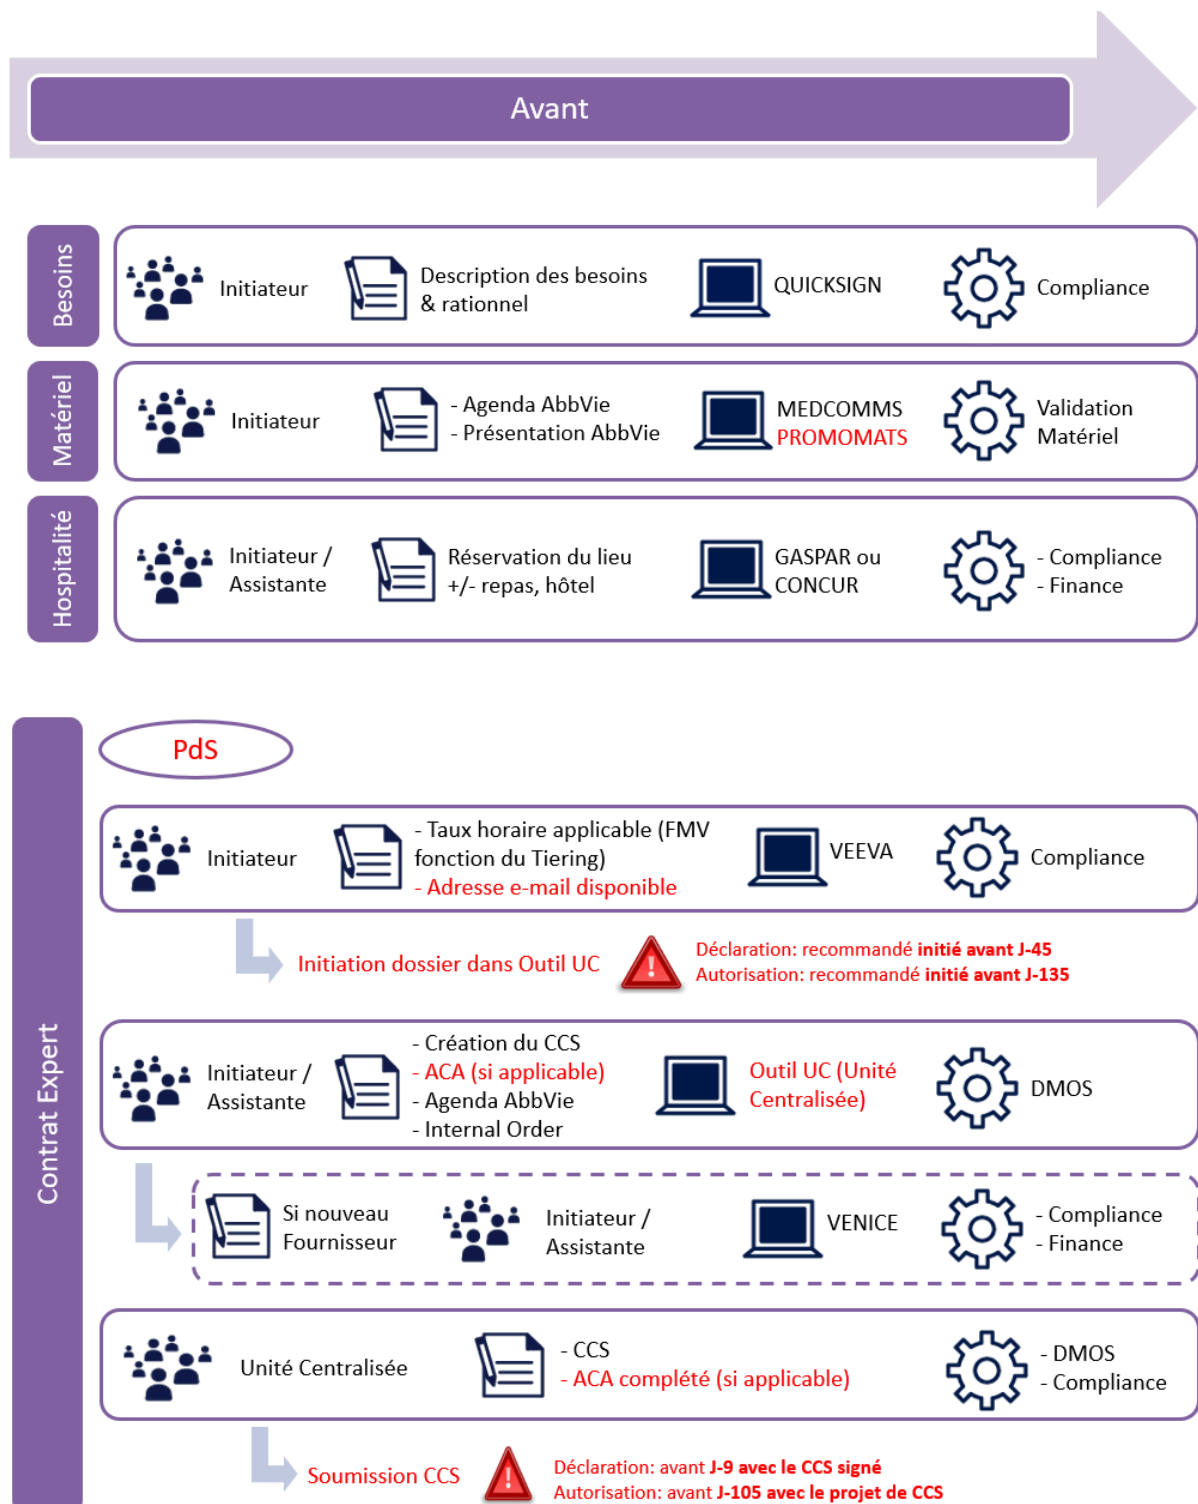 Avant
Besoins
Initiateur
Description des besoins
& rationnel
QUICKSIGN
Compliance
Matériel
Initiateur
- Agenda AbbVie
- Présentation AbbVie
MEDCOMMS
PROMOMATS
Validation
Matériel
Hospitalité
Initiateur /
Assistante
Réservation du lieu
+/- repas, hôtel
GASPAR ou
CONCUR
- Compliance
- Finance
Contrat Expert
PdS
Initiateur
- Taux horaire applicable (FMV
fonction du Tiering)
- Adresse e-mail disponible
VEEVA
Compliance
Initiation dossier dans Outil UC
!
Déclaration: recommandé initié avant J-45
Autorisation: recommandé initié avant J-135
Initiateur /
Assistante
- Création du CCS
- ACA (si applicable)
- Agenda AbbVie
- Internal Order
Outil UC (Unité
Centralisée)
DMOS
Si nouveau
Fournisseur
Initiateur /
Assistante
VENICE
- Compliance
- Finance
Unité Centralisée
- CCS
- ACA complété (si applicable)
- DMOS
- Compliance
Soumission CCS
!
Déclaration: avant J-9 avec le CCS signé
Autorisation: avant J-105 avec le projet de CCS